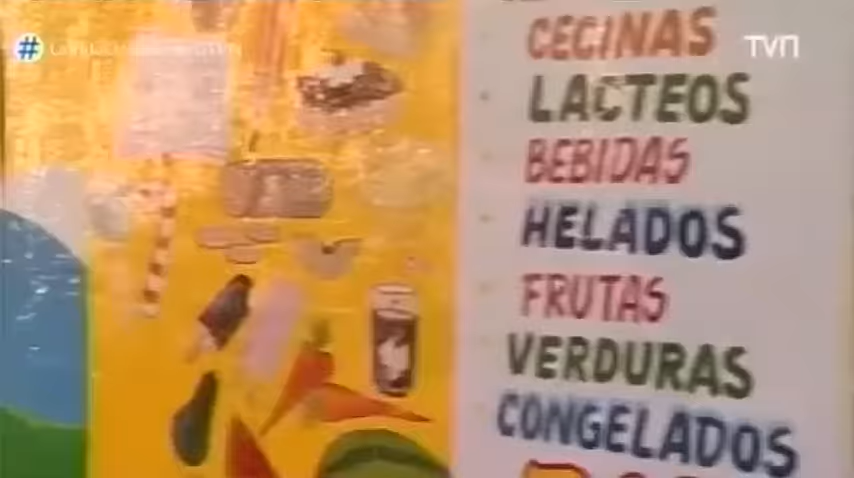 TVN
CECINAS
LACTEOS
BEBIDAS
HELADOS
FRUTAS
VERDURAS
CONGELADOS